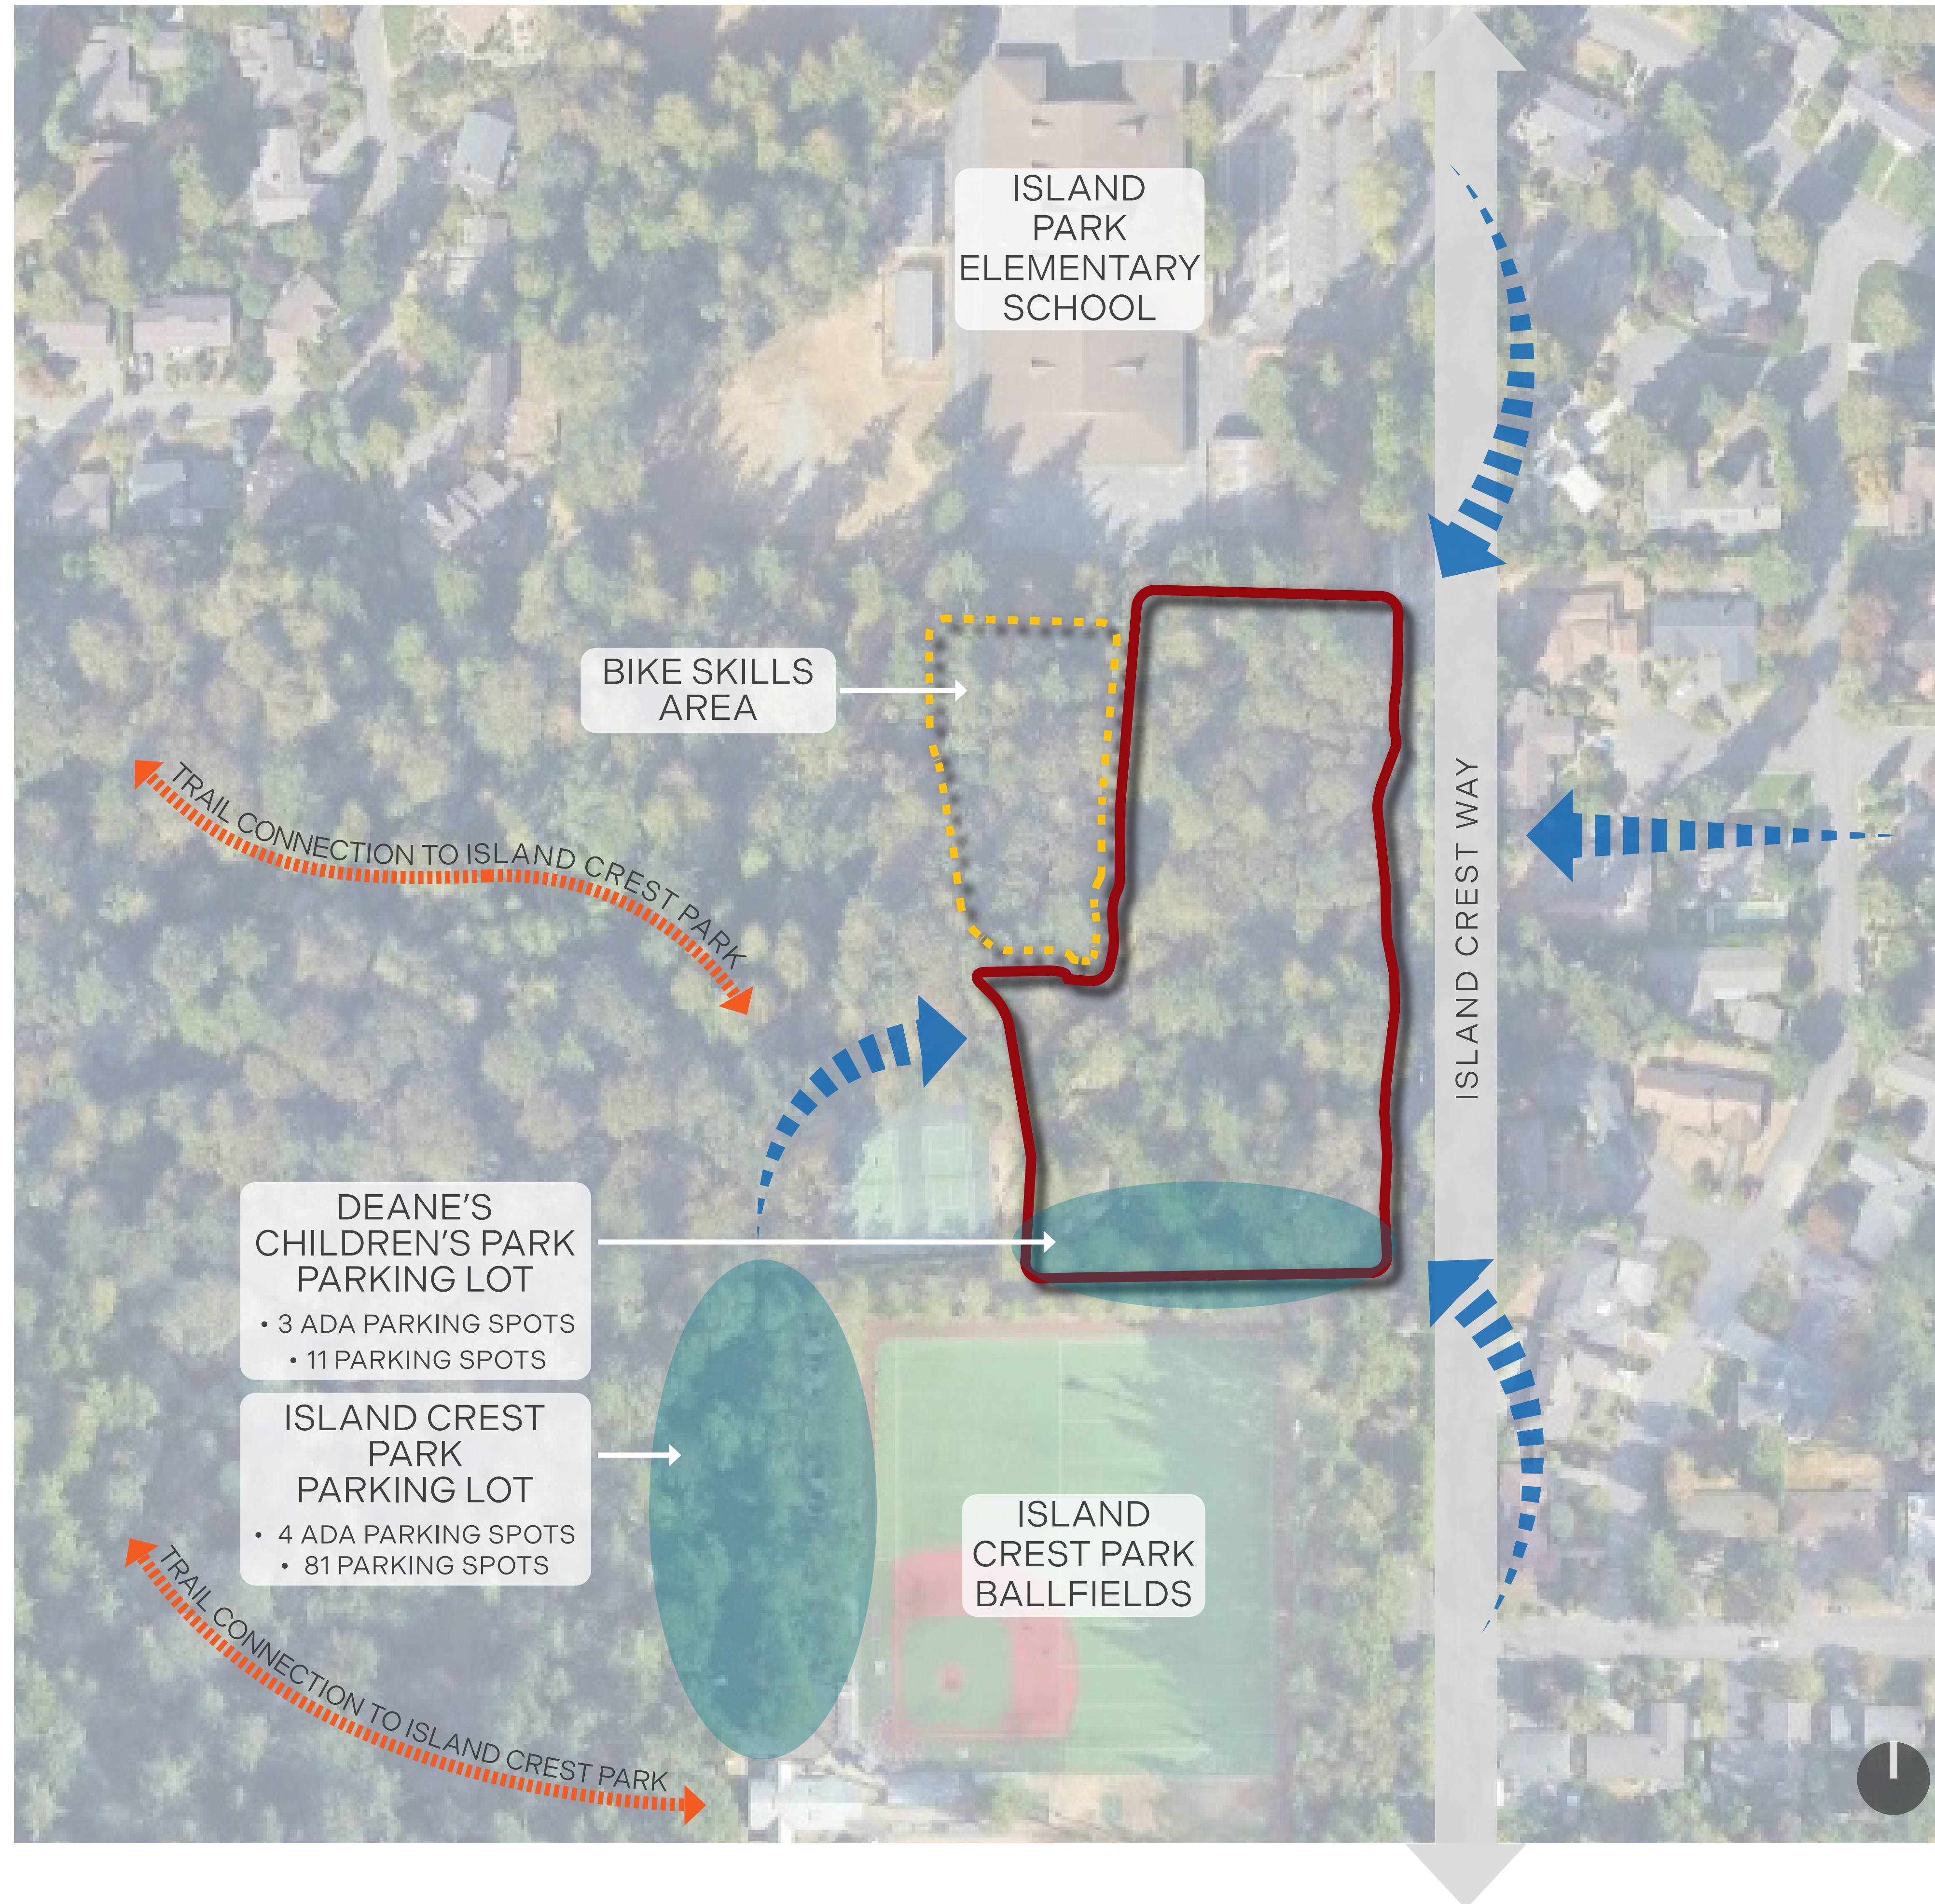 ISLAND
PARK
ELEMENTARY
SCHOOL
BIKE SKILLS
AREA
TRAIL CONNECTION TO ISLAND CREST PARK
ISLAND CREST WAY
DEANE’S
CHILDREN’S PARK
PARKING LOT
• 3 ADA PARKING SPOTS
• 11 PARKING SPOTS
ISLAND CREST
PARK
PARKING LOT
• 4 ADA PARKING SPOTS
• 81 PARKING SPOTS
ISLAND
CREST PARK
BALLFIELDS
TRAIL CONNECTION TO ISLAND CREST PARK